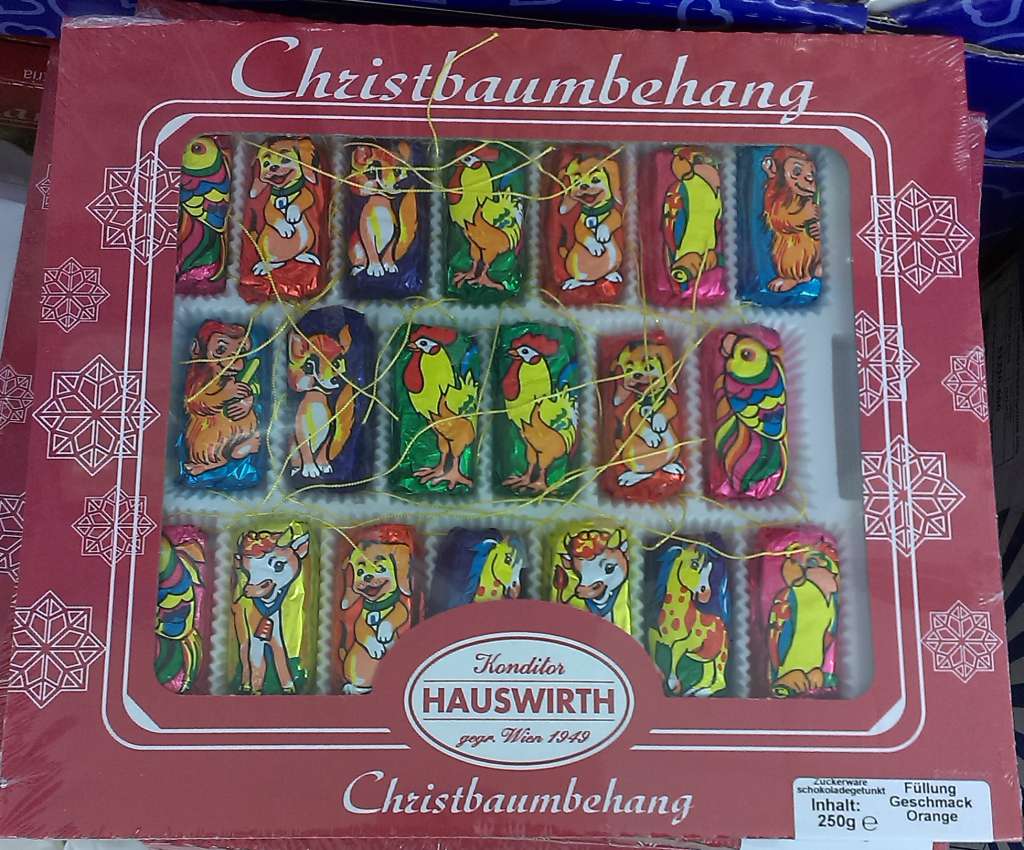 Christbaumbehang
Konditor
HAUSWIRTH
gegr. Wien 1949
Christbaumbehang
Zuckerware
schokoladegetunkt
Inhalt:
250g ℮
Füllung
Geschmack
Orange